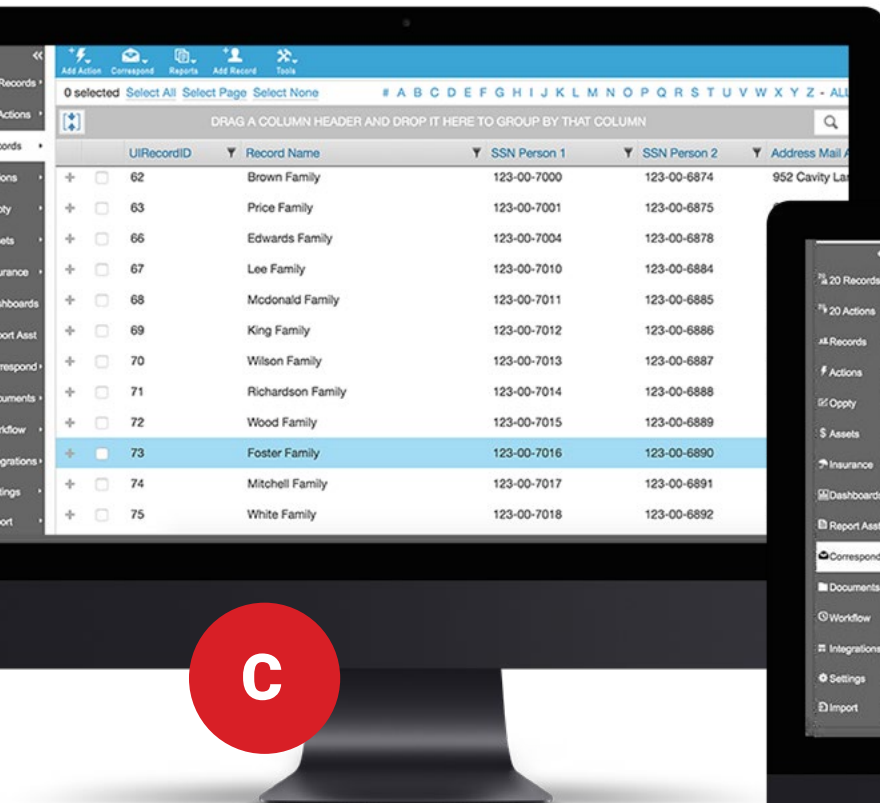 Add Action Correspond Reports Add Record Tools
0 selected Select All Select Page Select None # A B C D E F G H I J K L M N O P Q R S T U V W X Y Z - ALL
DRAG A COLUMN HEADER AND DROP IT HERE TO GROUP BY THAT COLUMN
UIRecordID Record Name SSN Person 1 SSN Person 2 Address Mail A
62 Brown Family 123-00-7000 123-00-6874 952 Cavity La
63 Price Family 123-00-7001 123-00-6875
66 Edwards Family 123-00-7004 123-00-6878
67 Lee Family 123-00-7010 123-00-6884
68 Mcdonald Family 123-00-7011 123-00-6885
69 King Family 123-00-7012 123-00-6886
70 Wilson Family 123-00-7013 123-00-6887
71 Richardson Family 123-00-7014 123-00-6888
72 Wood Family 123-00-7015 123-00-6889
73 Foster Family 123-00-7016 123-00-6890
74 Mitchell Family 123-00-7017 123-00-6891
75 White Family 123-00-7018 123-00-6892
Records
Actions
cords
ions
pty
sets
urance
shboards
port Asst
rrespond
cuments
rkflow
egrations
tings
port
20 Records
20 Actions
Records
Actions
Oppty
$ Assets
Insurance
Dashboards
Report Asst
Correspond
Documents
Workflow
Integrations
Settings
Import
C